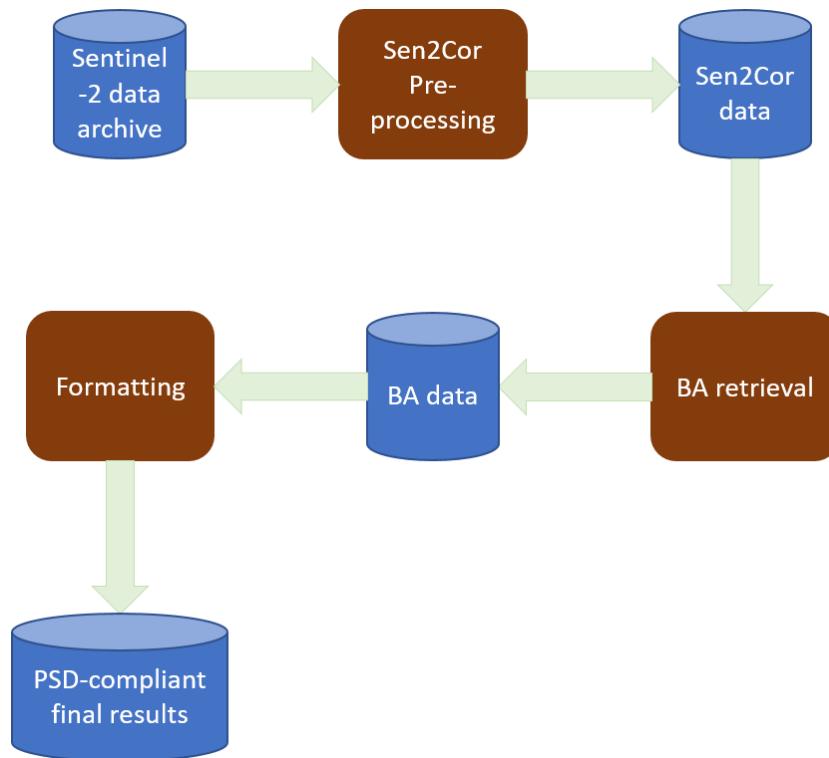 Sentinel
-2 data
archive
Sen2Cor
Pre-
processing
Sen2Cor
data
BA retrieval
BA data
Formatting
PSD-compliant
final results